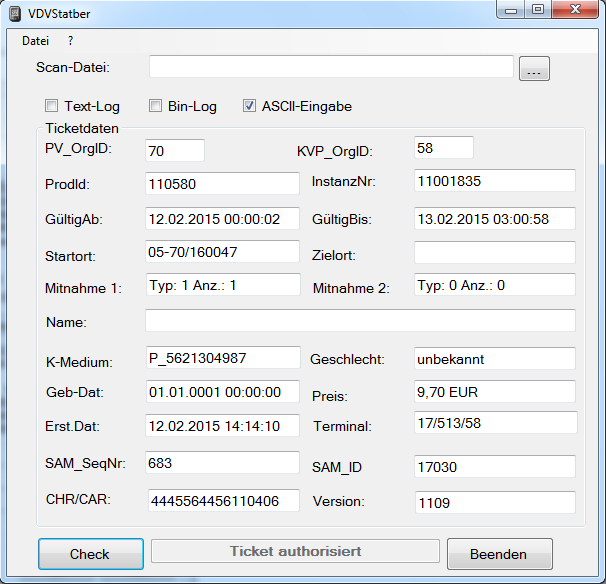 VDVStatber
Datei ?
Scan-Datei: ...
Text-Log Bin-Log ASCII-Eingabe
Ticketdaten
PV_OrgID: 70 KVP_OrgID: 58
ProdId: 110580 InstanzNr: 11001835
GültigAb: 12.02.2015 00:00:02 GültigBis: 13.02.2015 03:00:58
Startort: 05-70/160047 Zielort:
Mitnahme 1: Typ: 1 Anz.: 1 Mitnahme 2: Typ: 0 Anz.: 0
Name:
K-Medium: P_5621304987 Geschlecht: unbekannt
Geb-Dat: 01.01.0001 00:00:00 Preis: 9,70 EUR
Erst.Dat: 12.02.2015 14:14:10 Terminal: 17/513/58
SAM_SeqNr: 683 SAM_ID 17030
CHR/CAR: 4445564456110406 Version: 1109
Check Ticket authorisiert Beenden